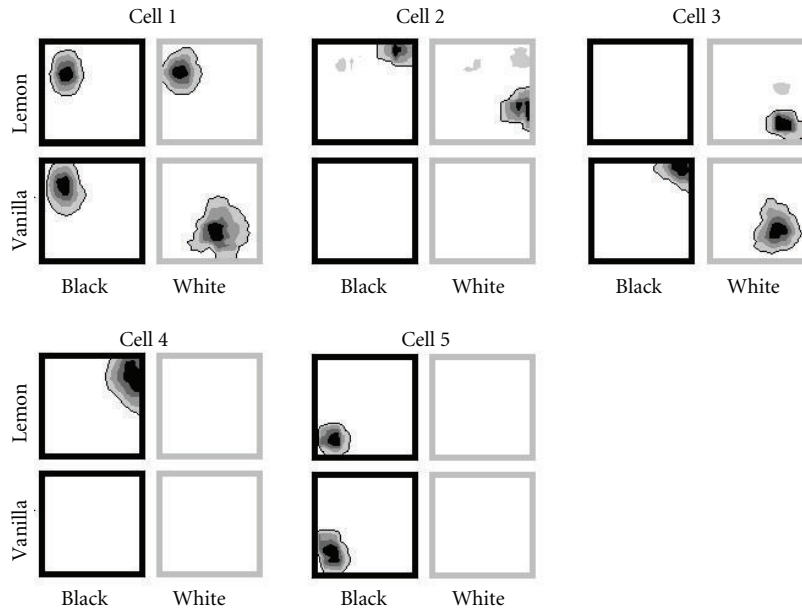 Cell 1
Cell 2
Cell 3
Lemon
Vanilla
Black White
Black White
Black White
Cell 4
Cell 5
Lemon
Vanilla
Black White
Black White